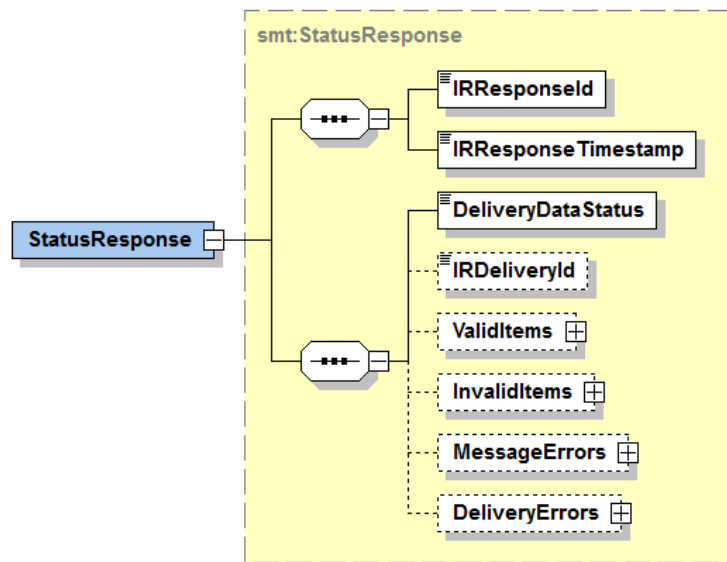 smt:StatusResponse
IRResponseId
IRResponseTimestamp
DeliveryDataStatus
StatusResponse
IRDeliveryId
ValidItems
InvalidItems
MessageErrors
DeliveryErrors